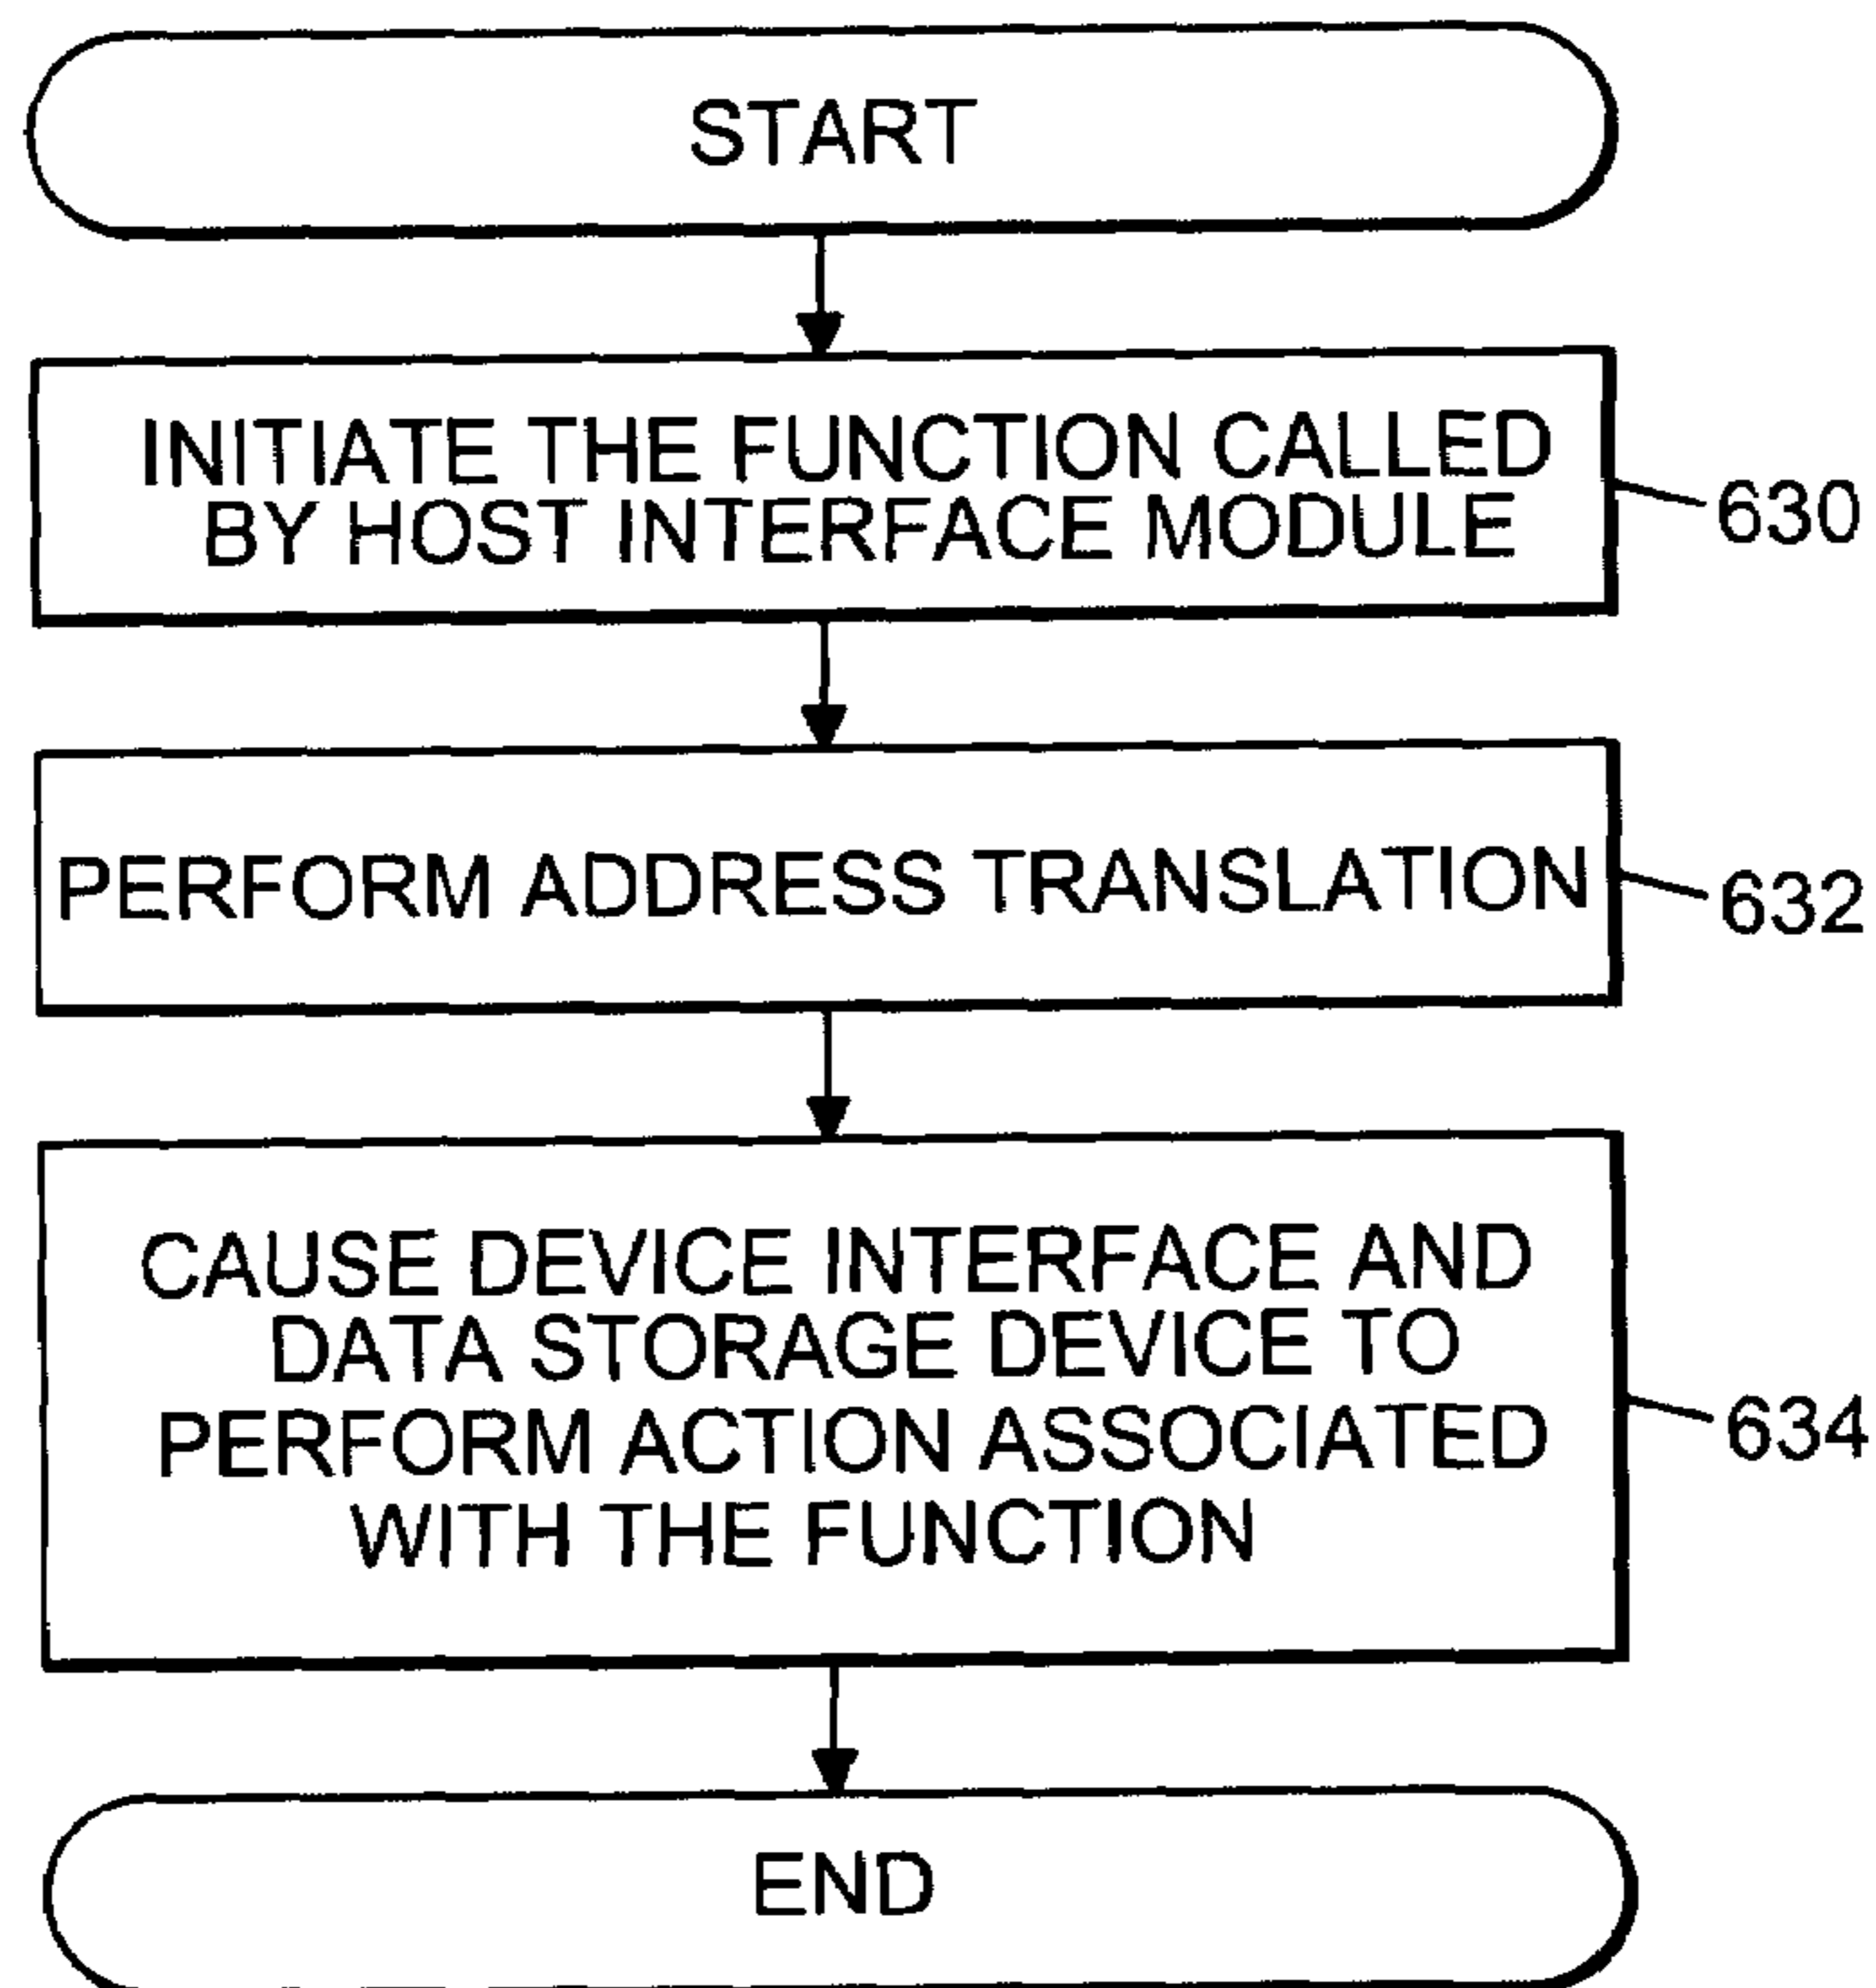 START
INITIATE THE FUNCTION CALLED
BY HOST INTERFACE MODULE
630
PERFORM ADDRESS TRANSLATION
632
CAUSE DEVICE INTERFACE AND
DATA STORAGE DEVICE TO
PERFORM ACTION ASSOCIATED
WITH THE FUNCTION
634
END